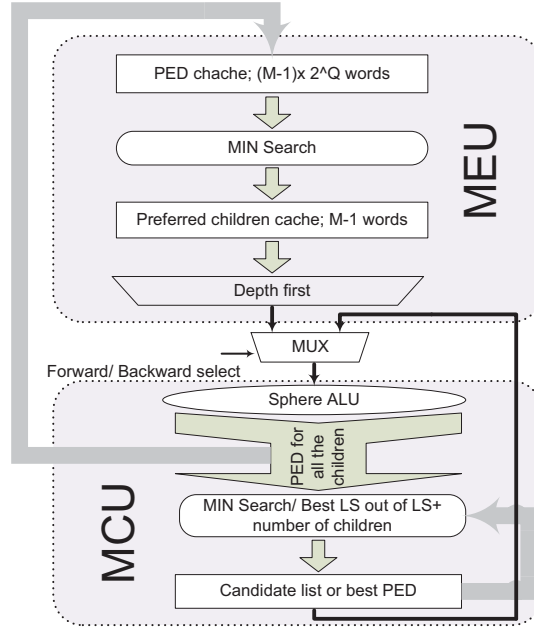 PED chache; (M-1)x 2^Q words
MIN Search
Preferred children cache; M-1 words
Depth first
MEU
MUX
Forward/ Backward select
Sphere ALU
PED for
all the
children
MIN Search/ Best LS out of LS+
number of children
Candidate list or best PED
MCU